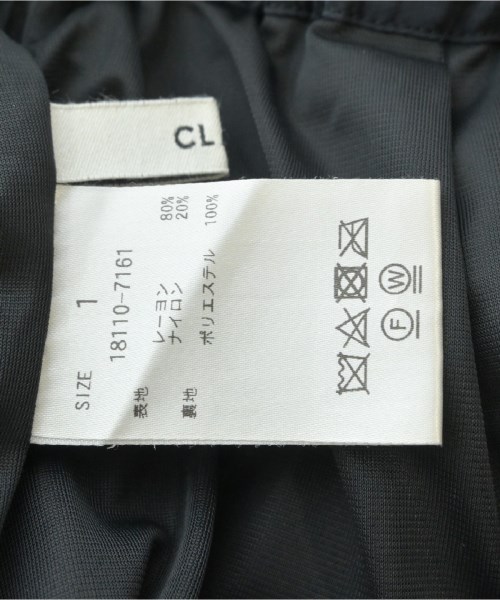 CL
SIZE 1
18110-7161
表地 レーヨン 80%
ナイロン 20%
裏地 ポリエステル 100%
W
F